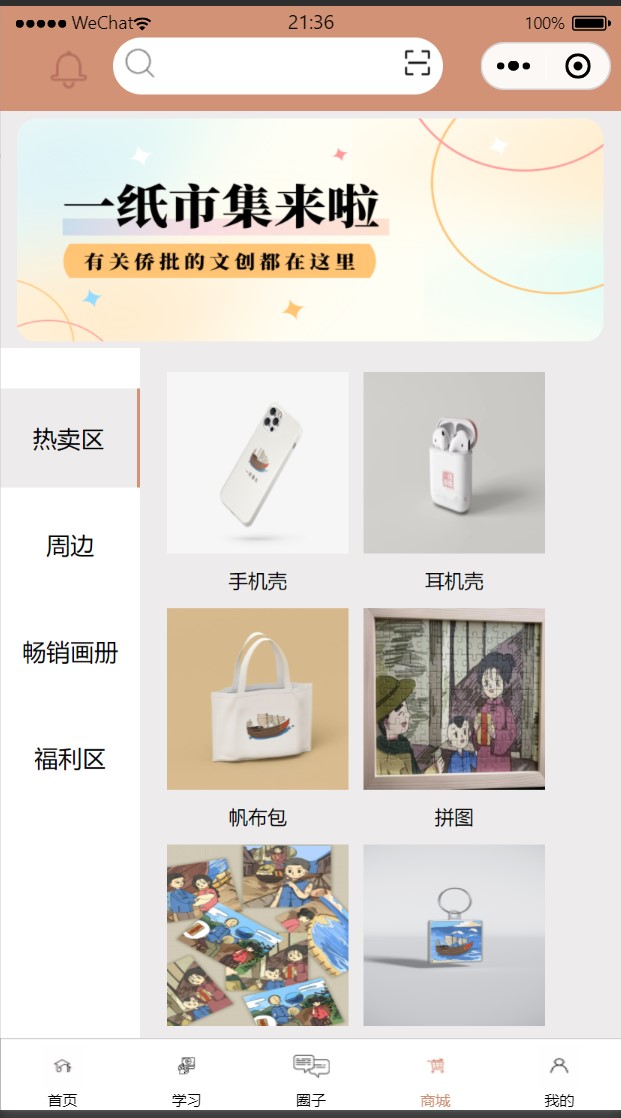 WeChat
21:36
100%
一纸市集来啦
有关侨批的文创都在这里
热卖区
周边
畅销画册
福利区
手机壳
耳机壳
帆布包
拼图
首页
学习
圈子
商城
我的